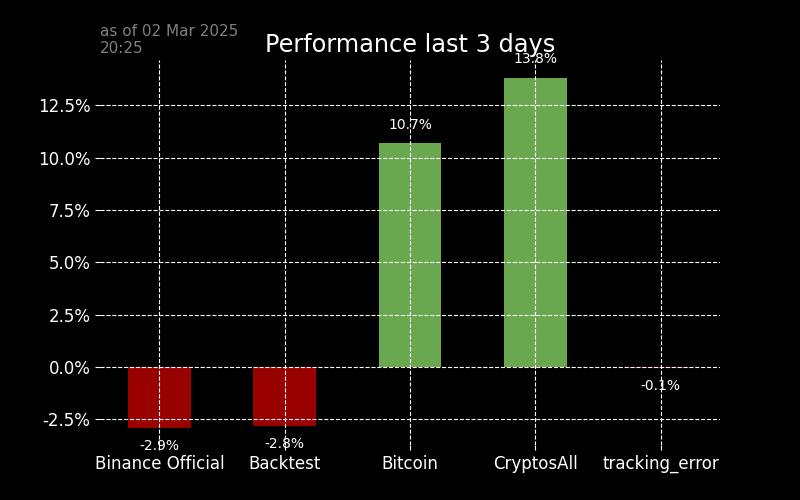 as of 02 Mar 2025
20:25
Performance last 3 days
13.8%
12.5%
10.7%
10.0%
7.5%
5.0%
2.5%
0.0%
-0.1%
-2.5%
-2.9%
-2.8%
Binance Official
Backtest
Bitcoin
CryptosAll
tracking_error